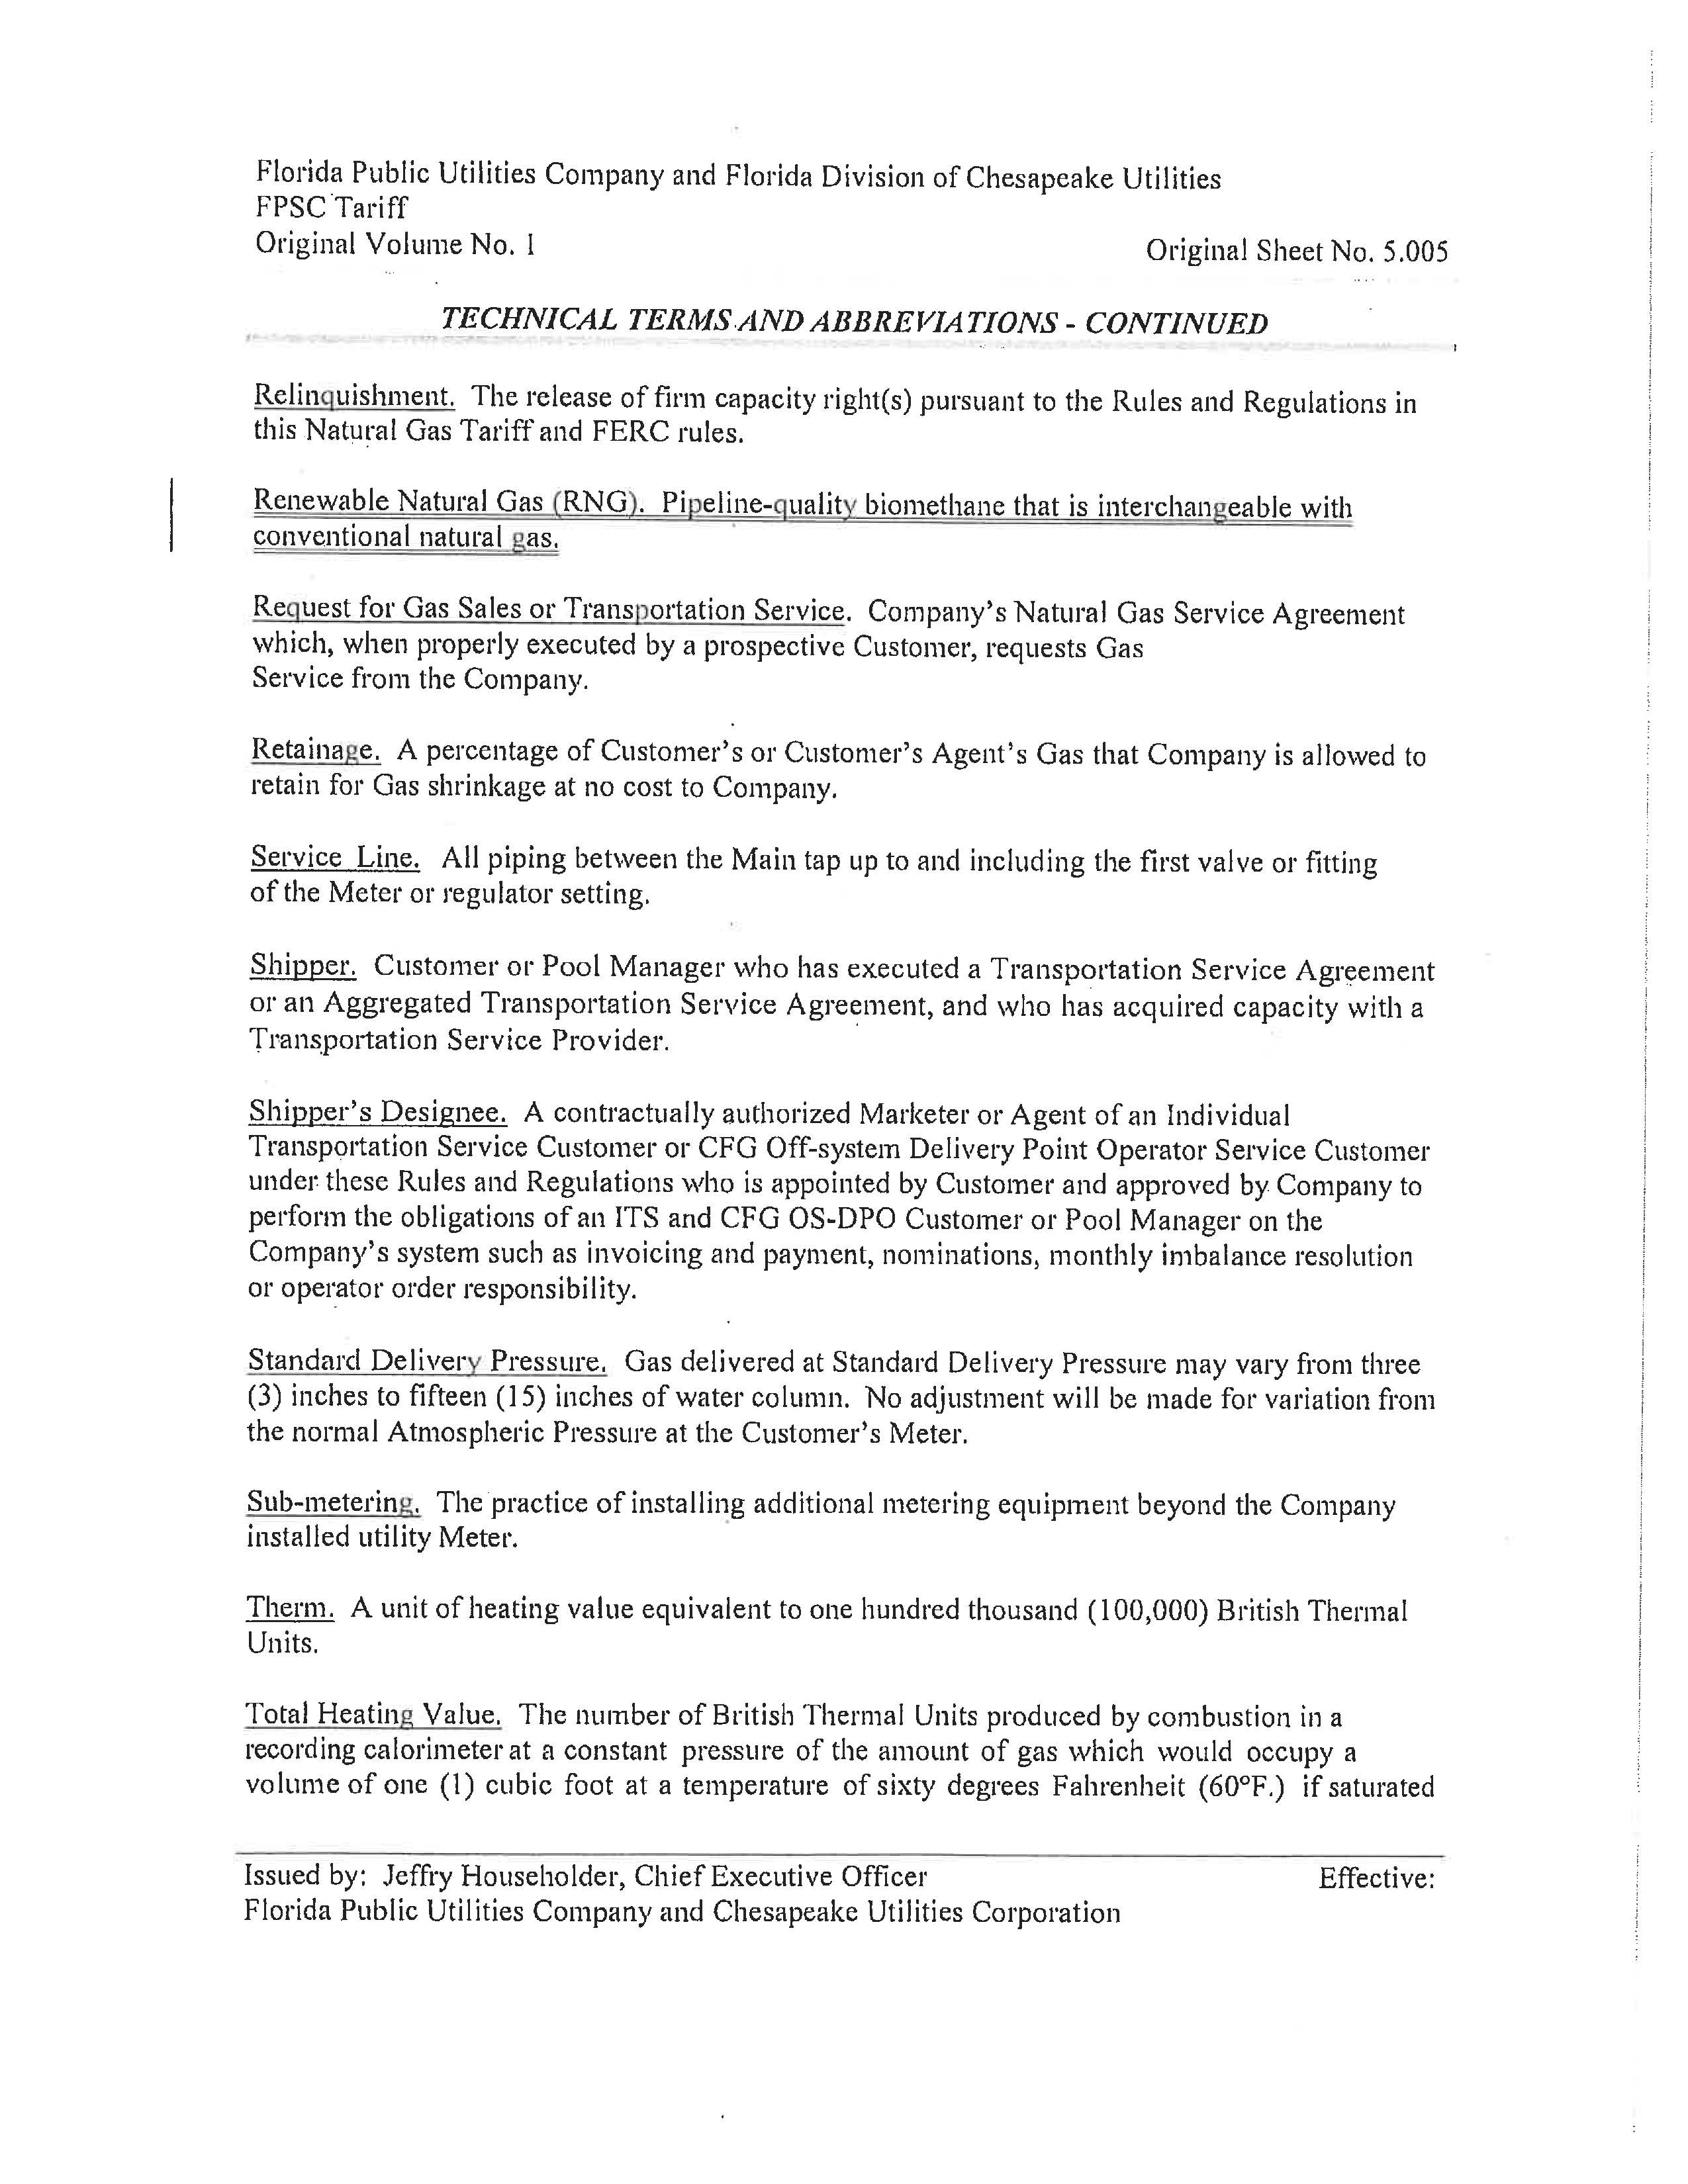 Florida Public Utilities Company and Florida Division of Chesapeake Utilities
FPSC Tariff
Original Volume No. 1
Original Sheet No. 5.005
TECHNICAL TERMS AND ABBREVIATIONS - CONTINUED
Relinquishment. The release of firm capacity right(s) pursuant to the Rules and Regulations in
this Natural Gas Tariff and FERC rules.
Renewable Natural Gas (RNG). Pipeline-quality biomethane that is interchangeable with
conventional natural gas.
Request for Gas Sales or Transportation Service. Company's Natural Gas Service Agreement
which, when properly executed by a prospective Customer, requests Gas
Service from the Company.
Retainage. A percentage of Customer's or Customer's Agent's Gas that Company is allowed to
retain for Gas shrinkage at no cost to Company.
Service Line. All piping between the Main tap up to and including the first valve or fitting
of the Meter or regulator setting.
Shipper. Customer or Pool Manager who has executed a Transportation Service Agreement
or an Aggregated Transportation Service Agreement, and who has acquired capacity with a
Transportation Service Provider.
Shipper's Designee. A contractually authorized Marketer or Agent of an Individual
Transportation Service Customer or CFG Off-system Delivery Point Operator Service Customer
under these Rules and Regulations who is appointed by Customer and approved by Company to
perform the obligations of an ITS and CFG OS-DPO Customer or Pool Manager on the
Company's system such as invoicing and payment, nominations, monthly imbalance resolution
or operator order responsibility.
Standard Delivery Pressure. Gas delivered at Standard Delivery Pressure may vary from three
(3) inches to fifteen (15) inches of water column. No adjustment will be made for variation from
the normal Atmospheric Pressure at the Customer's Meter.
Sub-metering. The practice of installing additional metering equipment beyond the Company
installed utility Meter.
Therm. A unit of heating value equivalent to one hundred thousand (100,000) British Thermal
Units.
Total Heating Value. The number of British Thermal Units produced by combustion in a
recording calorimeter at a constant pressure of the amount of gas which would occupy a
volume of one (1) cubic foot at a temperature of sixty degrees Fahrenheit (60°F.) if saturated
Issued by: Jeffry Householder, Chief Executive Officer
Effective:
Florida Public Utilities Company and Chesapeake Utilities Corporation